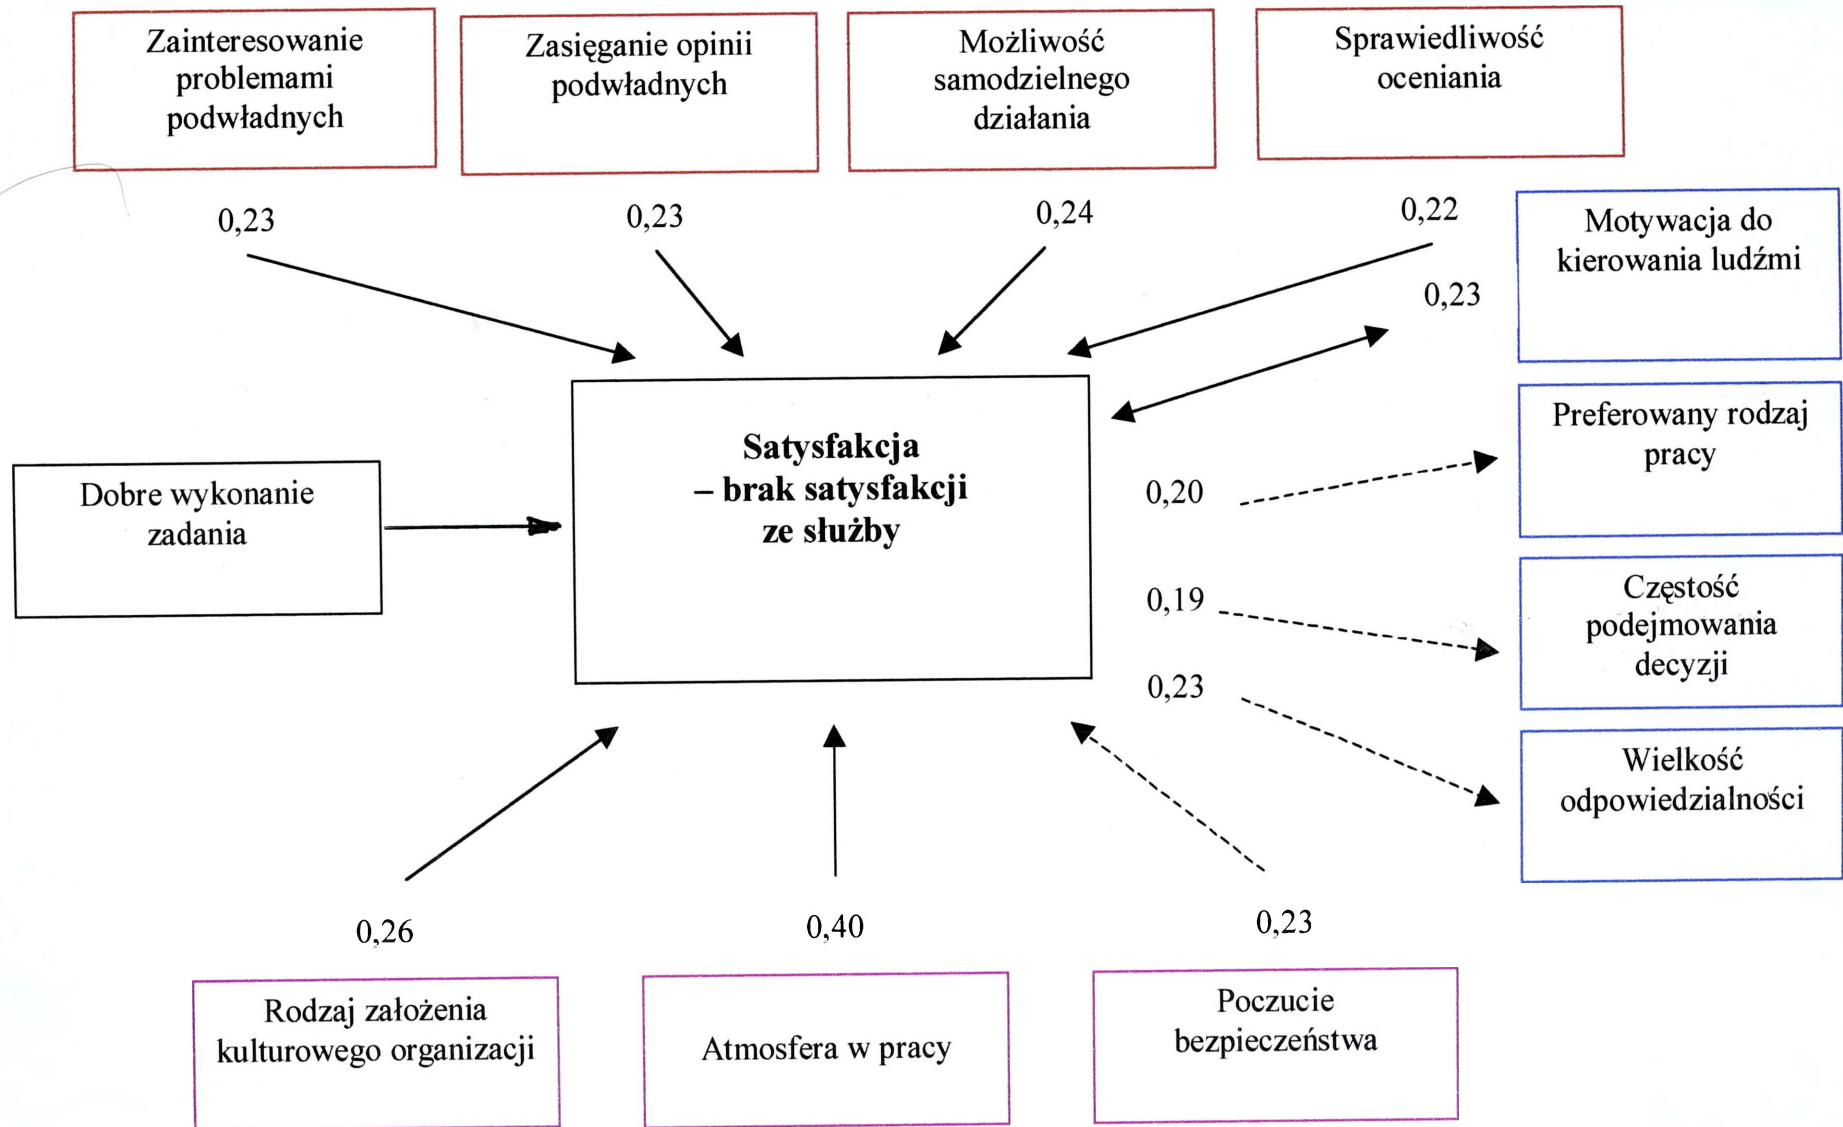 Zainteresowanie
problemami
podwładnych
Zasięganie opinii
podwładnych
Możliwość
samodzielnego
działania
Sprawiedliwość
oceniania
0,23
0,23
0,24
0,22
Motywacja do
kierowania ludźmi
0,23
Satysfakcja
– brak satysfakcji
ze służby
Preferowany rodzaj
pracy
Dobre wykonanie
zadania
0,20
0,19
Częstość
podejmowania
decyzji
0,23
Wielkość
odpowiedzialności
0,26
0,40
0,23
Rodzaj założenia
kulturowego organizacji
Atmosfera w pracy
Poczucie
bezpieczeństwa